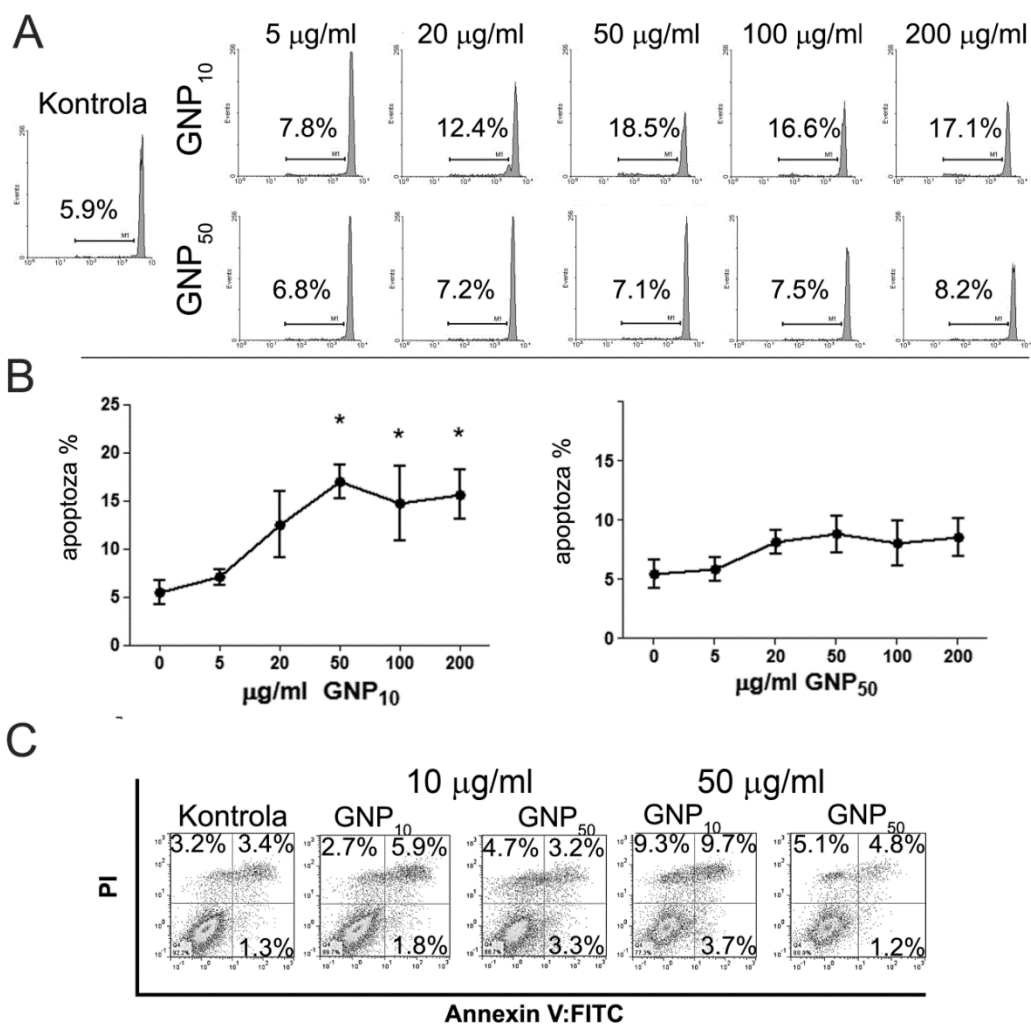 A
5 μg/ml 20 μg/ml 50 μg/ml 100 μg/ml 200 μg/ml
Kontrola
5.9%
GNP10
7.8% 12.4% 18.5% 16.6% 17.1%
GNP50
6.8% 7.2% 7.1% 7.5% 8.2%
B
apoptoza %
25
20
15
10
5
0
* * *
0 5 20 50 100 200
μg/ml GNP10
apoptoza %
15
10
5
0
0 5 20 50 100 200
μg/ml GNP50
C
10 μg/ml 50 μg/ml
Kontrola GNP10 GNP50 GNP10 GNP50
3.2% 3.4% 2.7% 5.9% 4.7% 3.2% 9.3% 9.7% 5.1% 4.8%
PI
1.3% 1.8% 3.3% 3.7% 1.2%
Annexin V:FITC